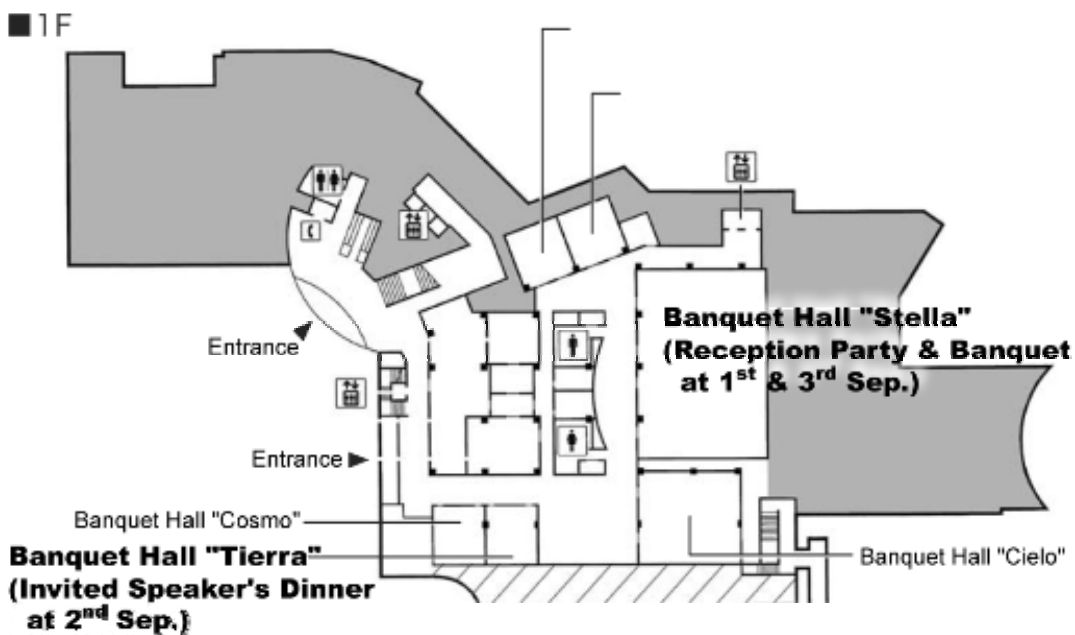 ■1F
Banquet Hall "Stella"
(Reception Party & Banquet
at 1st & 3rd Sep.)
Entrance
Entrance
Banquet Hall "Cosmo"
Banquet Hall "Tierra"
(Invited Speaker's Dinner
at 2nd Sep.)
Banquet Hall "Cielo"